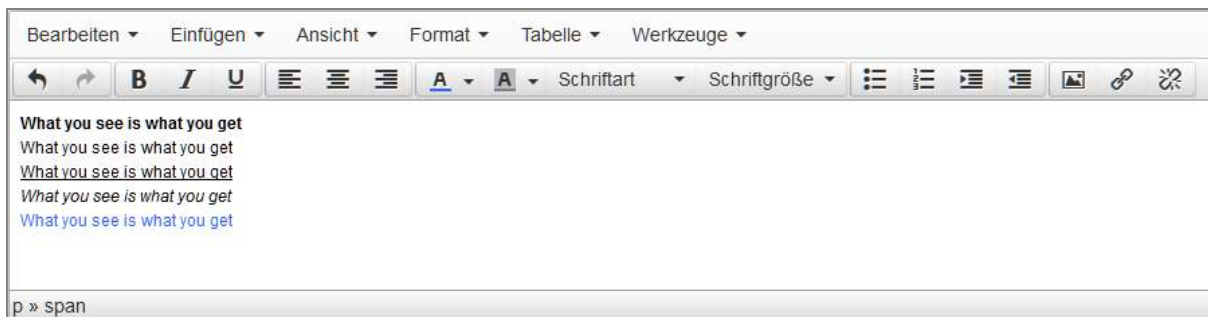 Bearbeiten Einfügen Ansicht Format Tabelle Werkzeuge
B I U A A Schriftart Schriftgröße
What you see is what you get
What you see is what you get
What you see is what you get
What you see is what you get
What you see is what you get
p » span